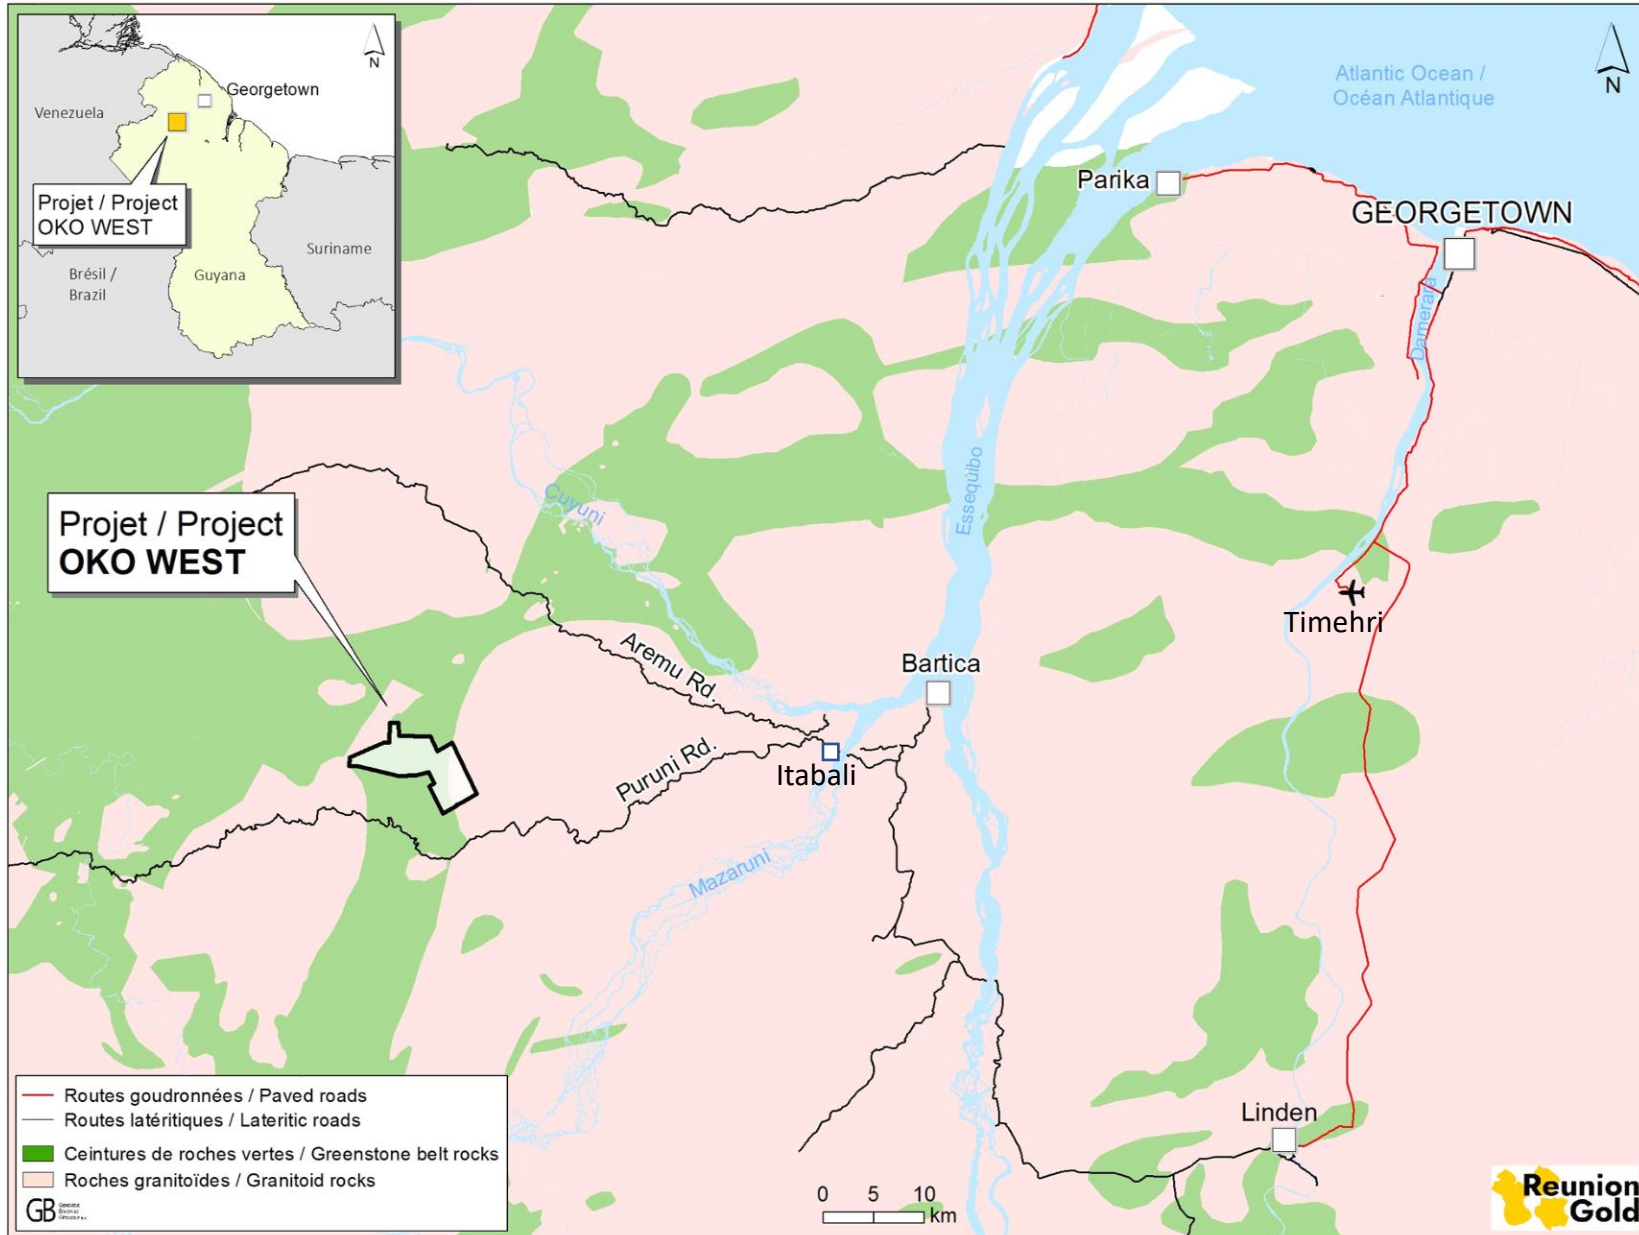 N
Georgetown
Venezuela
Projet / Project
OKO WEST
Suriname
Guyana
Brésil /
Brazil
Atlantic Ocean /
Océan Atlantique
N
Parika
GEORGETOWN
Damerara
Essequibo
Cuyuni
Projet / Project
OKO WEST
Timehri
Aremu Rd.
Bartica
Puruni Rd.
Itabali
Mazaruni
Linden
Routes goudronnées / Paved roads
Routes latéritiques / Lateritic roads
Ceintures de roches vertes / Greenstone belt rocks
Roches granitoïdes / Granitoid rocks
GB
0 5 10
km
Reunion
Gold